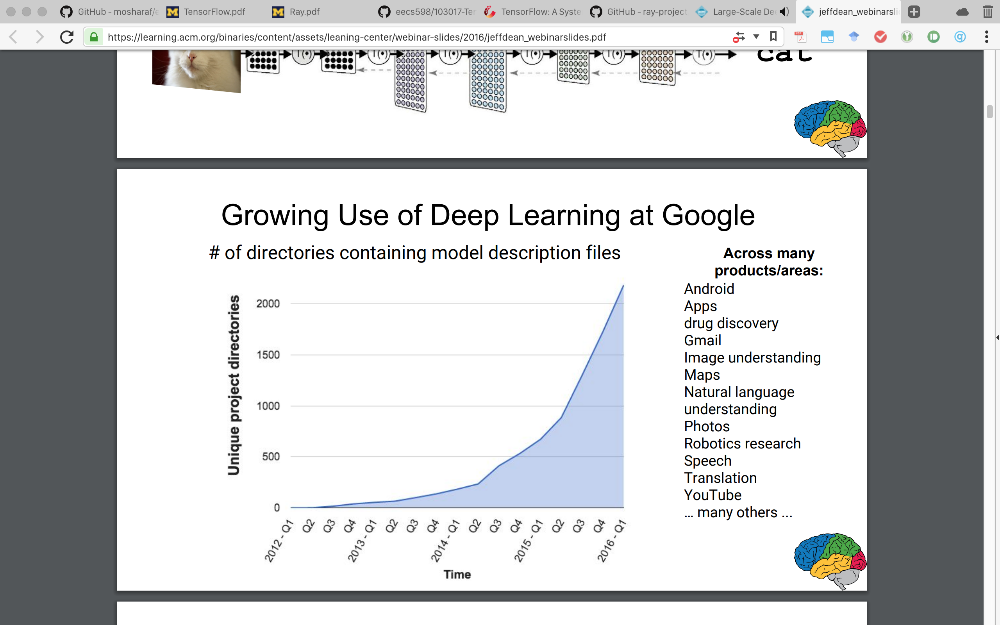 GitHub - mosharaf/e
TensorFlow.pdf
Ray.pdf
eecs598/103017-Ter
TensorFlow: A Syste
GitHub - ray-project
Large-Scale Dee
jeffdean_webinarsli
https://learning.acm.org/binaries/content/assets/leaning-center/webinar-slides/2016/jeffdean_webinarslides.pdf
cat
Growing Use of Deep Learning at Google
# of directories containing model description files
Unique project directories
2000
1500
1000
500
0
2012 - Q1
Q2
Q3
Q4
2013 - Q1
Q2
Q3
Q4
2014 - Q1
Q2
Q3
Q4
2015 - Q1
Q2
Q3
Q4
2016 - Q1
Time
Across many
products/areas:
Android
Apps
drug discovery
Gmail
Image understanding
Maps
Natural language
understanding
Photos
Robotics research
Speech
Translation
YouTube
... many others ...